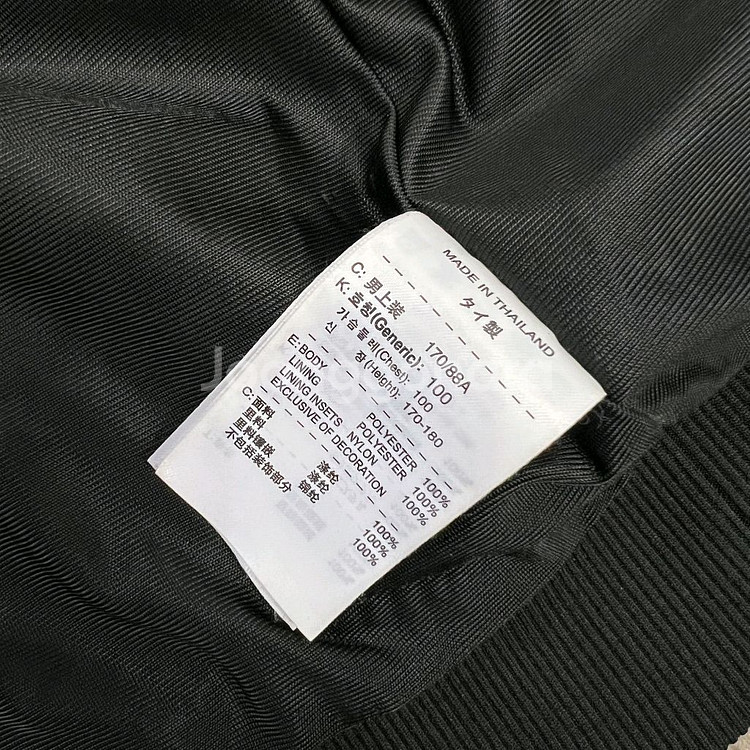 MADE IN THAILAND
タイ製
C: 男上装 170/88A
K: 호칭(Generic): 100
가슴둘레(Chest): 100
신 장(Height): 170-180
E: BODY POLYESTER 100%
LINING POLYESTER 100%
LINING INSETS NYLON 100%
EXCLUSIVE OF DECORATION
C: 面料 涤纶 100%
里料 涤纶 100%
里料镶嵌 锦纶 100%
不包括装饰部分